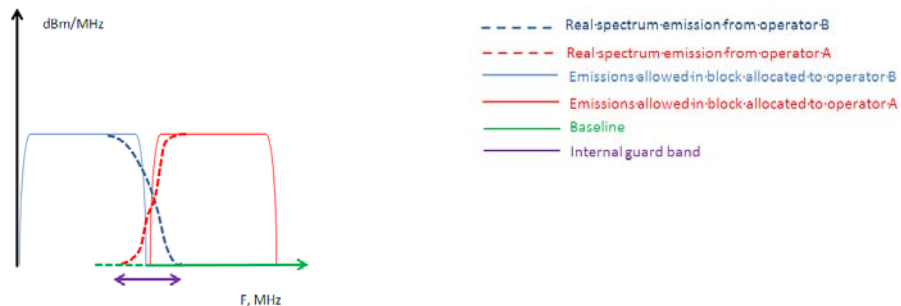 dBm/MHz
F, MHz
Real·spectrum·emission·from·operator·B
Real·spectrum·emission·from·operator·A
Emissions·allowed·in·block·allocated·to·operator·B
Emissions·allowed·in·block·allocated·to·operator·A
Baseline
Internal·guard·band